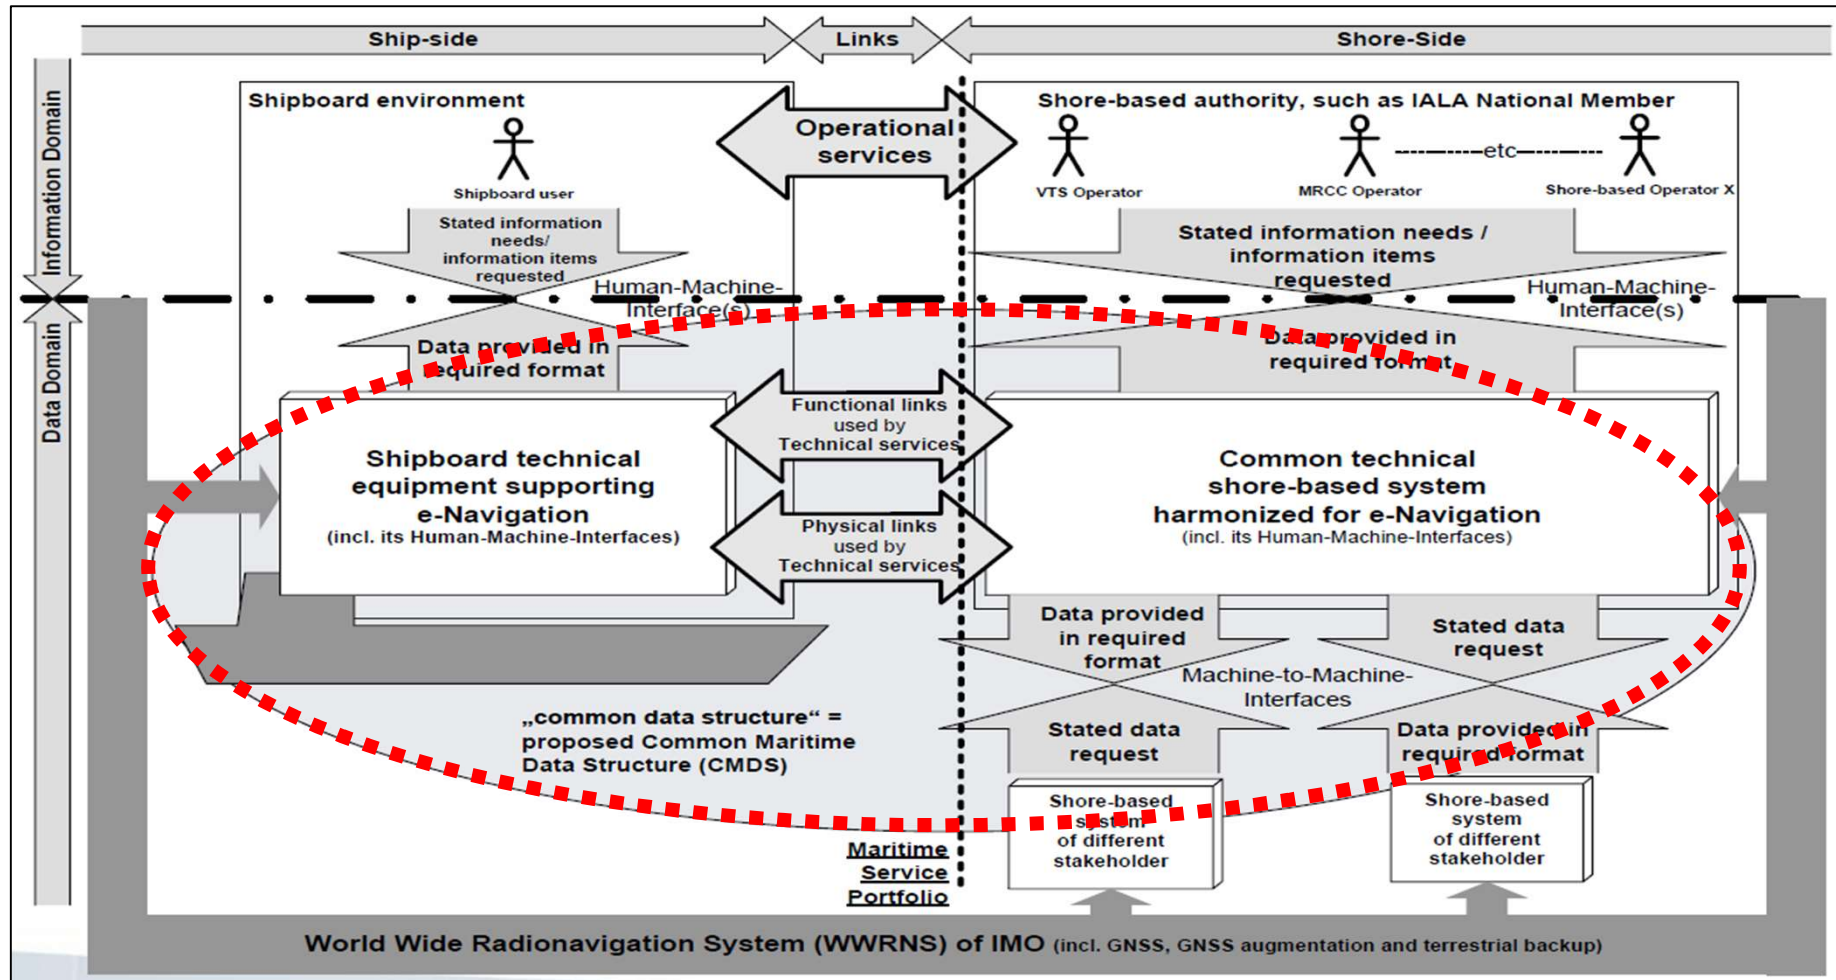 Ship-side
Links
Shore-Side
Information Domain
Data Domain
Shipboard environment
Shipboard user
Operational
services
Shore-based authority, such as IALA National Member
VTS Operator
MRCC Operator
etc
Shore-based Operator X
Stated information
needs/
information items
requested
Human-Machine-
Interface(s)
Data provided in
required format
Stated information needs /
information items
requested
Human-Machine-
Interface(s)
Data provided in
required format
Shipboard technical
equipment supporting
e-Navigation
(incl. its Human-Machine-Interfaces)
Functional links
used by
Technical services
Physical links
used by
Technical services
Common technical
shore-based system
harmonized for e-Navigation
(incl. its Human-Machine-Interfaces)
Data provided
in required
format
Stated data
request
Machine-to-Machine-
Interfaces
Stated data
request
Data provided in
required format
„common data structure“ =
proposed Common Maritime
Data Structure (CMDS)
Shore-based
system
of different
stakeholder
Shore-based
system
of different
stakeholder
Maritime
Service
Portfolio
World Wide Radionavigation System (WWRNS) of IMO (incl. GNSS, GNSS augmentation and terrestrial backup)